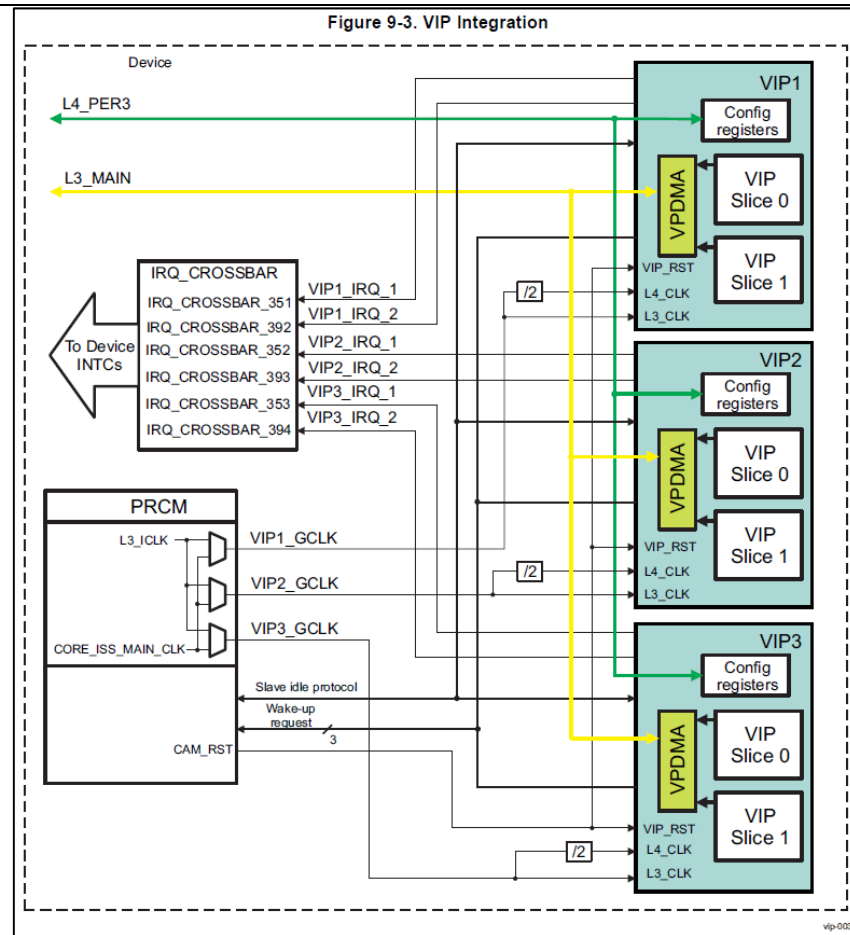 Figure 9-3. VIP Integration
Device
L4_PER3
L3_MAIN
IRQ_CROSSBAR
IRQ_CROSSBAR_351
IRQ_CROSSBAR_392
IRQ_CROSSBAR_352
IRQ_CROSSBAR_393
IRQ_CROSSBAR_353
IRQ_CROSSBAR_394
To Device
INTCs
VIP1_IRQ_1
VIP1_IRQ_2
VIP2_IRQ_1
VIP2_IRQ_2
VIP3_IRQ_1
VIP3_IRQ_2
PRCM
L3_ICLK
CORE_ISS_MAIN_CLK
CAM_RST
VIP1_GCLK
VIP2_GCLK
VIP3_GCLK
Slave idle protocol
Wake-up
request
3
/2
/2
/2
VIP1
Config
registers
VPDMA
VIP
Slice 0
VIP
Slice 1
VIP_RST
L4_CLK
L3_CLK
VIP2
Config
registers
VPDMA
VIP
Slice 0
VIP
Slice 1
VIP_RST
L4_CLK
L3_CLK
VIP3
Config
registers
VPDMA
VIP
Slice 0
VIP
Slice 1
VIP_RST
L4_CLK
L3_CLK
vip-003